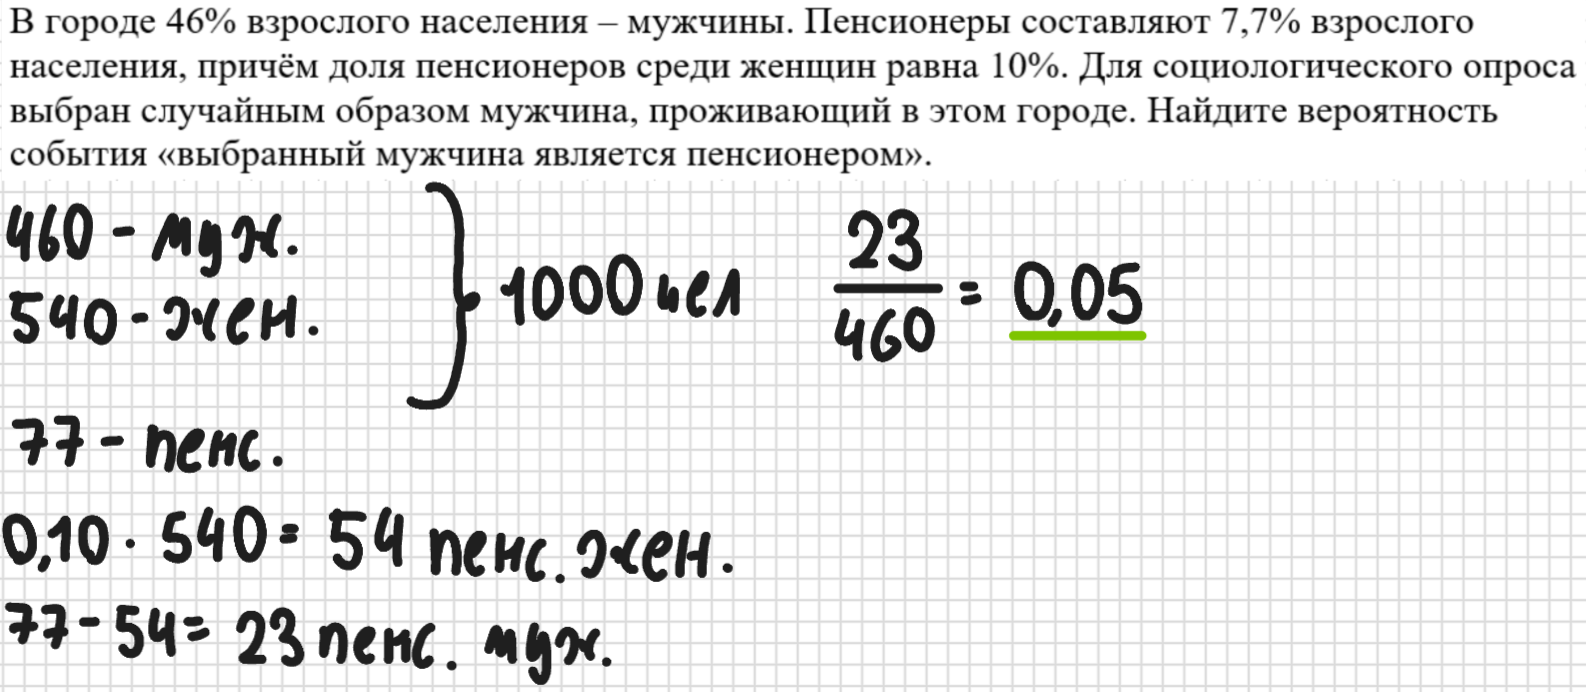 В городе 46% взрослого населения – мужчины. Пенсионеры составляют 7,7% взрослого
населения, причём доля пенсионеров среди женщин равна 10%. Для социологического опроса
выбран случайным образом мужчина, проживающий в этом городе. Найдите вероятность
события «выбранный мужчина является пенсионером».
460 - муж.
540 - жен.
1000 чел
77 - пенс.
0,10 · 540 = 54 пенс. жен.
77 - 54 = 23 пенс. муж.
23/460 = 0,05